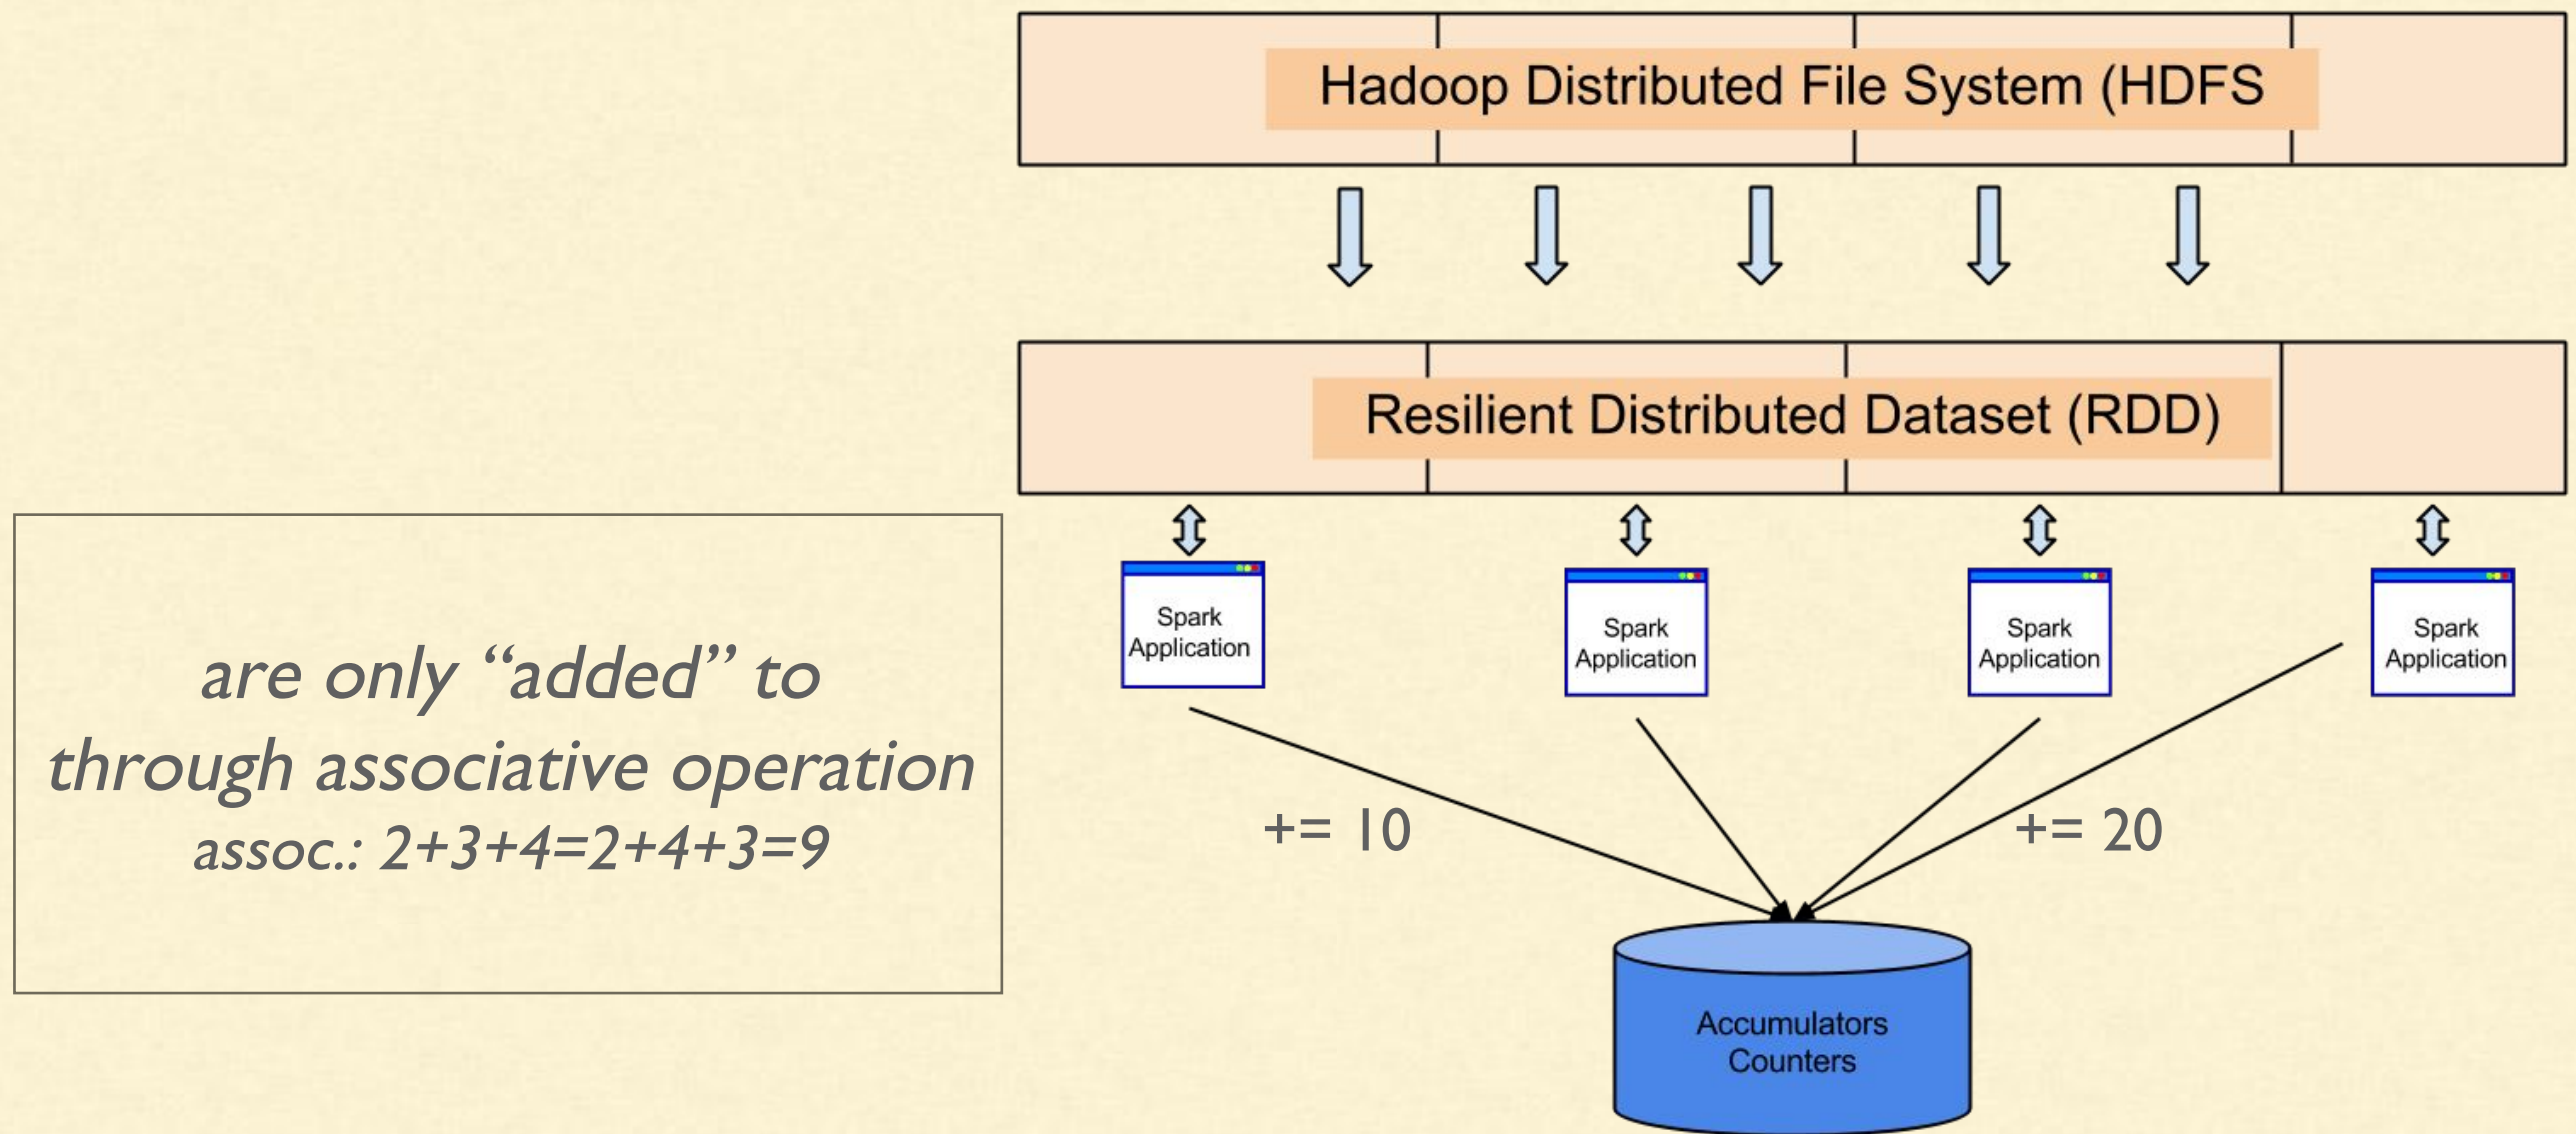 Hadoop Distributed File System (HDFS
Resilient Distributed Dataset (RDD)
are only “added” to
through associative operation
assoc.: 2+3+4=2+4+3=9
Spark
Application
Spark
Application
Spark
Application
Spark
Application
+= 10
+= 20
Accumulators
Counters